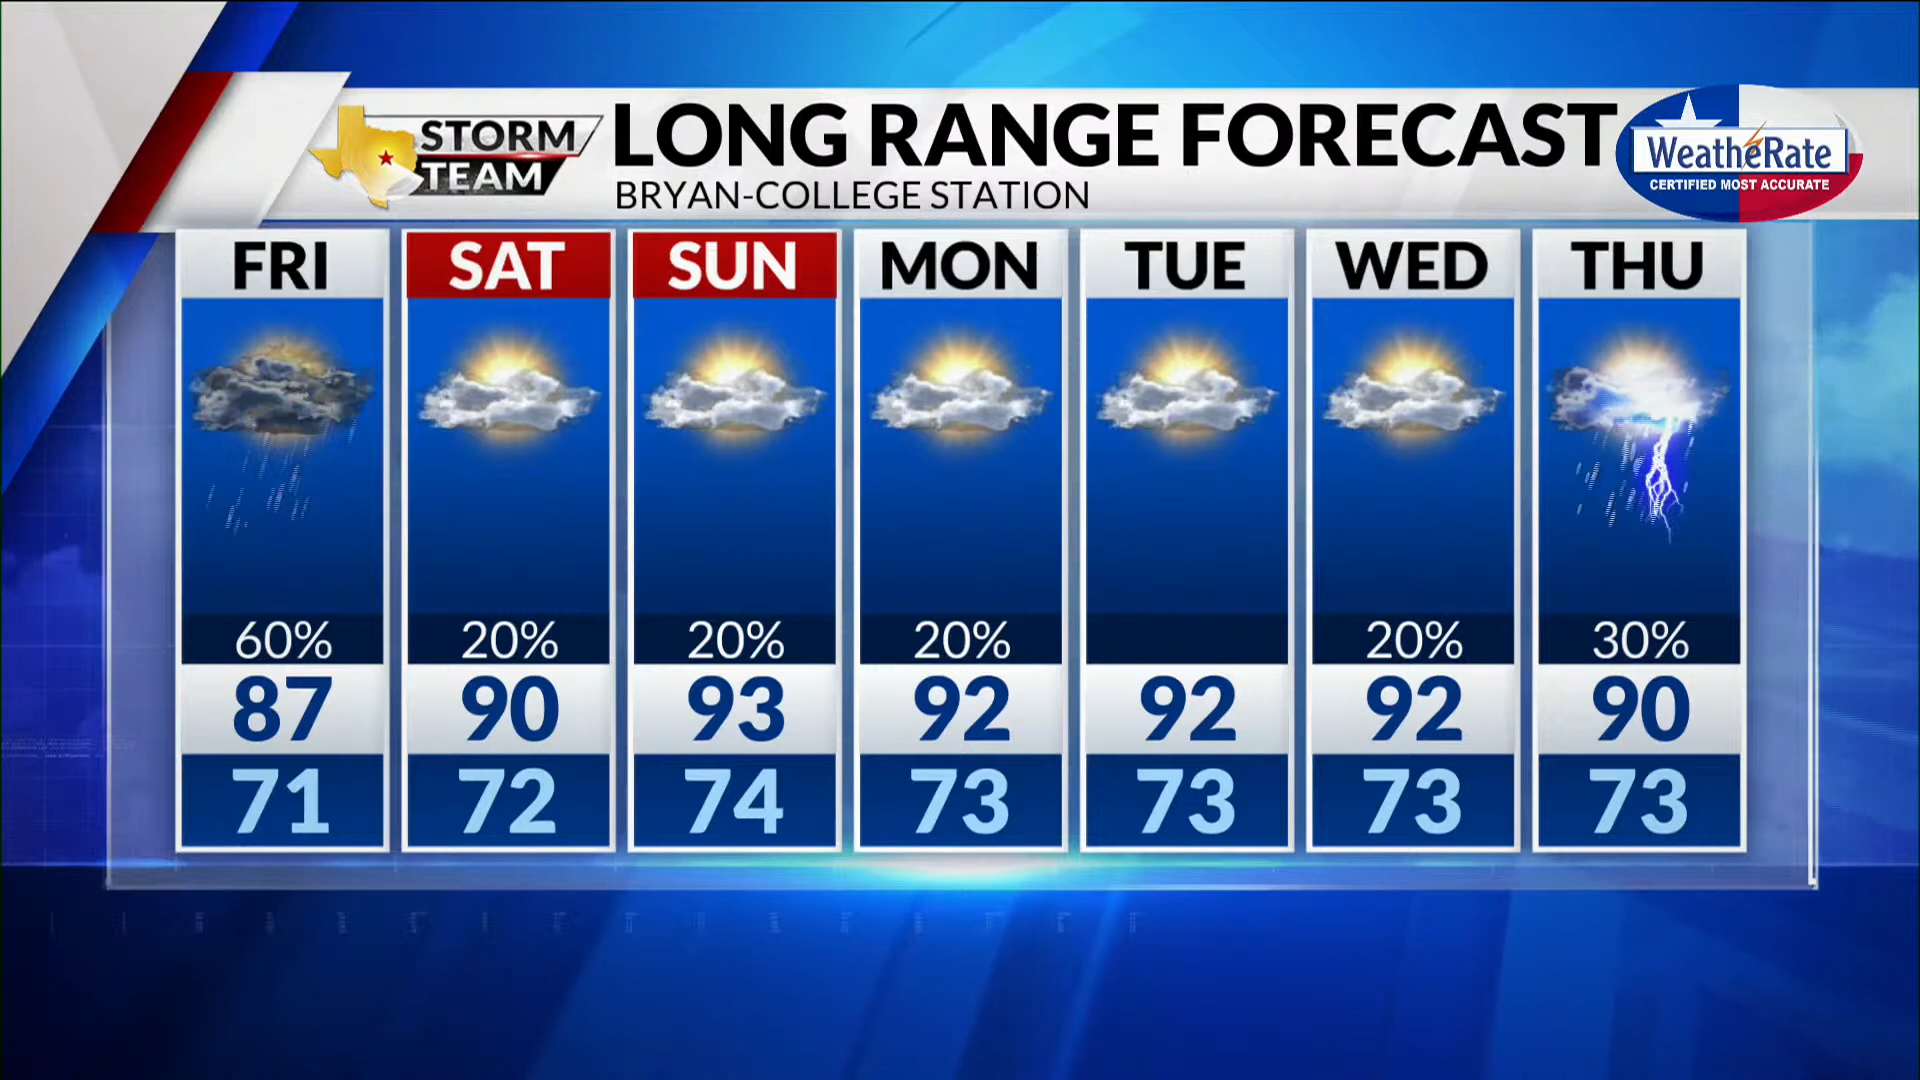 STORM
TEAM
LONG RANGE FORECAST
BRYAN-COLLEGE STATION
WeatheRate
CERTIFIED MOST ACCURATE
FRI SAT SUN MON TUE WED THU
60% 20% 20% 20% 20% 30%
87 90 93 92 92 92 90
71 72 74 73 73 73 73